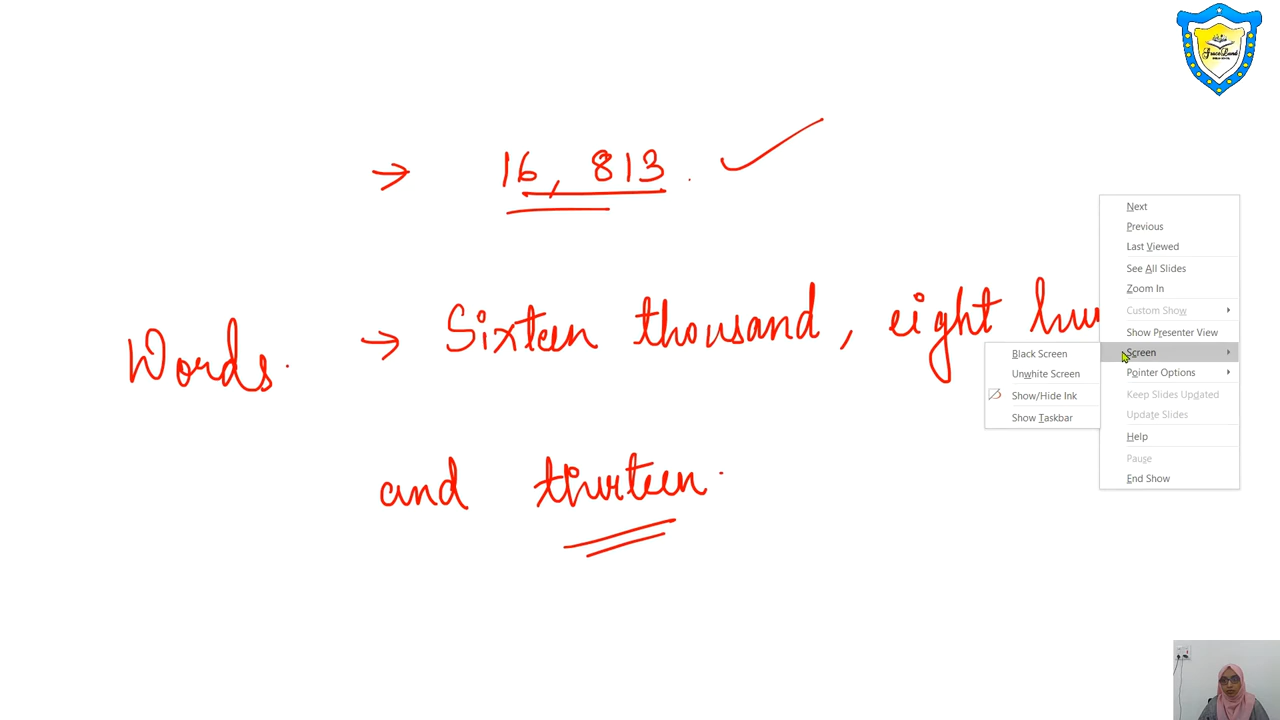 → 16, 813.
Words. → Sixteen thousand, eight
and thirteen.
Next
Previous
Last Viewed
See All Slides
Zoom In
Custom Show
Show Presenter View
Screen
Pointer Options
Keep Slides Updated
Update Slides
Help
Pause
End Show
Black Screen
Unwhite Screen
Show/Hide Ink
Show Taskbar